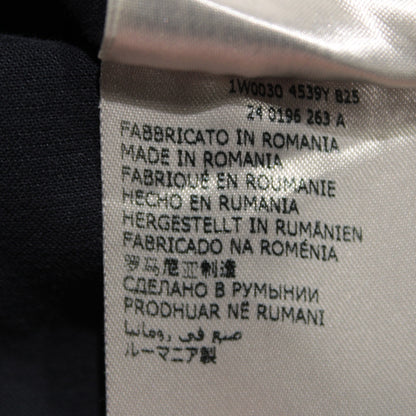 1W0030 4539Y B25
24 0196 263 A
FABBRICATO IN ROMANIA
MADE IN ROMANIA
FABRIQUÉ EN ROUMANIE
HECHO EN RUMANIA
HERGESTELLT IN RUMÄNIEN
FABRICADO NA ROMÉNIA
罗马尼亚制造
СДЕЛАНО В РУМЫНИИ
PRODHUAR NË RUMANI
صنع في رومانيا
ルーマニア製